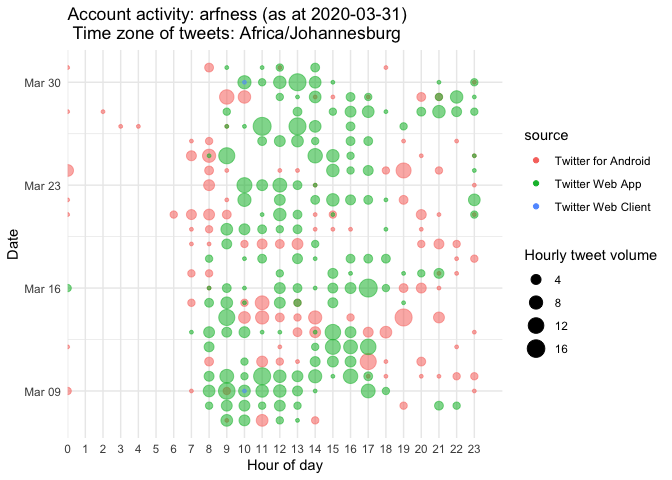 Account activity: arfness (as at 2020-03-31)
Time zone of tweets: Africa/Johannesburg
Date
Mar 30
Mar 23
Mar 16
Mar 09
0 1 2 3 4 5 6 7 8 9 10 11 12 13 14 15 16 17 18 19 20 21 22 23
Hour of day
source
Twitter for Android
Twitter Web App
Twitter Web Client
Hourly tweet volume
4
8
12
16